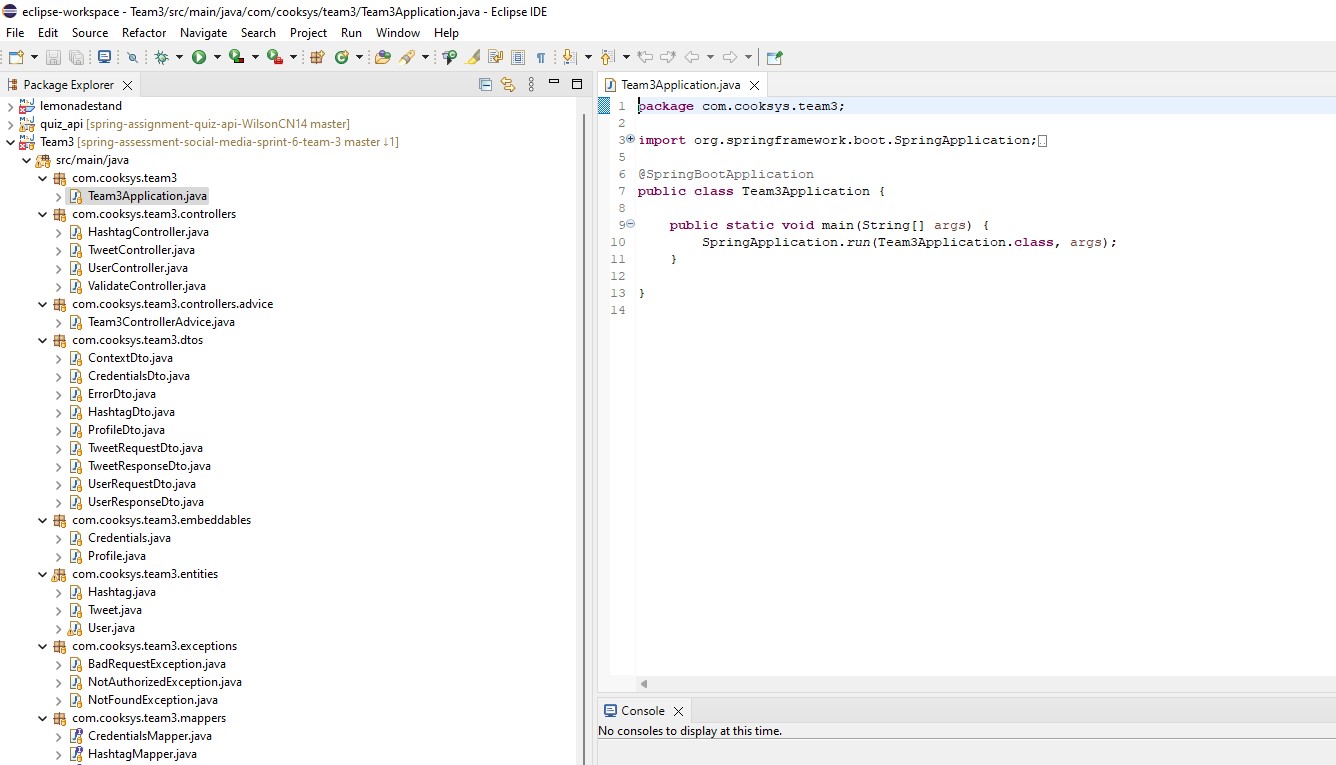 eclipse-workspace - Team3/src/main/java/com/cooksys/team3/Team3Application.java - Eclipse IDE
File Edit Source Refactor Navigate Search Project Run Window Help
Package Explorer
lemonadestand
quiz_api [spring-assignment-quiz-api-WilsonCN14 master]
Team3 [spring-assessment-social-media-sprint-6-team-3 master ↓1]
src/main/java
com.cooksys.team3
Team3Application.java
com.cooksys.team3.controllers
HashtagController.java
TweetController.java
UserController.java
ValidateController.java
com.cooksys.team3.controllers.advice
Team3ControllerAdvice.java
com.cooksys.team3.dtos
ContextDto.java
CredentialsDto.java
ErrorDto.java
HashtagDto.java
ProfileDto.java
TweetRequestDto.java
TweetResponseDto.java
UserRequestDto.java
UserResponseDto.java
com.cooksys.team3.embeddables
Credentials.java
Profile.java
com.cooksys.team3.entities
Hashtag.java
Tweet.java
User.java
com.cooksys.team3.exceptions
BadRequestException.java
NotAuthorizedException.java
NotFoundException.java
com.cooksys.team3.mappers
CredentialsMapper.java
HashtagMapper.java
Team3Application.java
1 package com.cooksys.team3;
2
3 import org.springframework.boot.SpringApplication;
5
6 @SpringBootApplication
7 public class Team3Application {
8
9 public static void main(String[] args) {
10 SpringApplication.run(Team3Application.class, args);
11 }
12
13 }
14
Console
No consoles to display at this time.